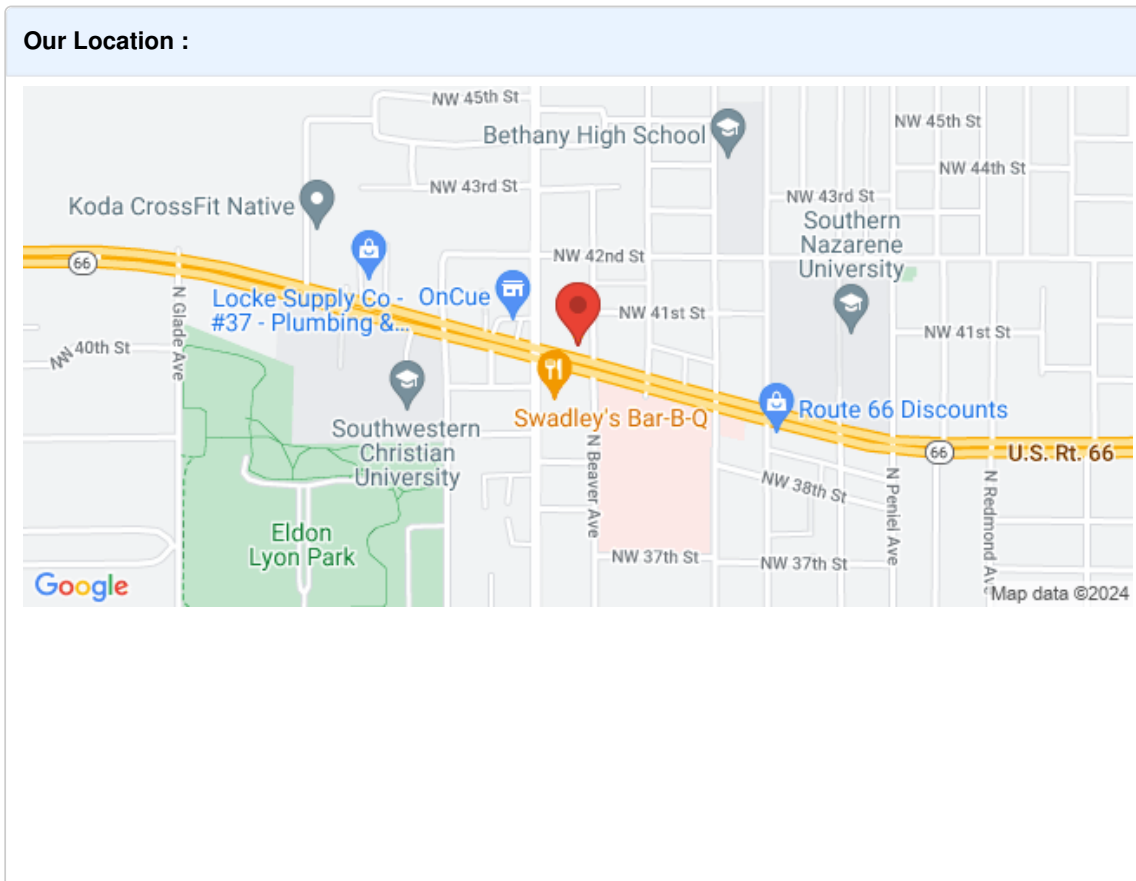 Our Location :
NW 45th St
Bethany High School
NW 45th St
NW 44th St
NW 43rd St
NW 43rd St
Koda CrossFit Native
Southern
Nazarene
University
66
NW 42nd St
Locke Supply Co -
#37 - Plumbing &...
OnCue
NW 41st St
NW 41st St
N Glade Ave
NW 40th St
Swadley's Bar-B-Q
Route 66 Discounts
Southwestern
Christian
University
66
U.S. Rt. 66
N Beaver Ave
NW 38th St
N Peniel Ave
N Redmond Ave
Eldon
Lyon Park
NW 37th St
NW 37th St
Google
Map data ©2024